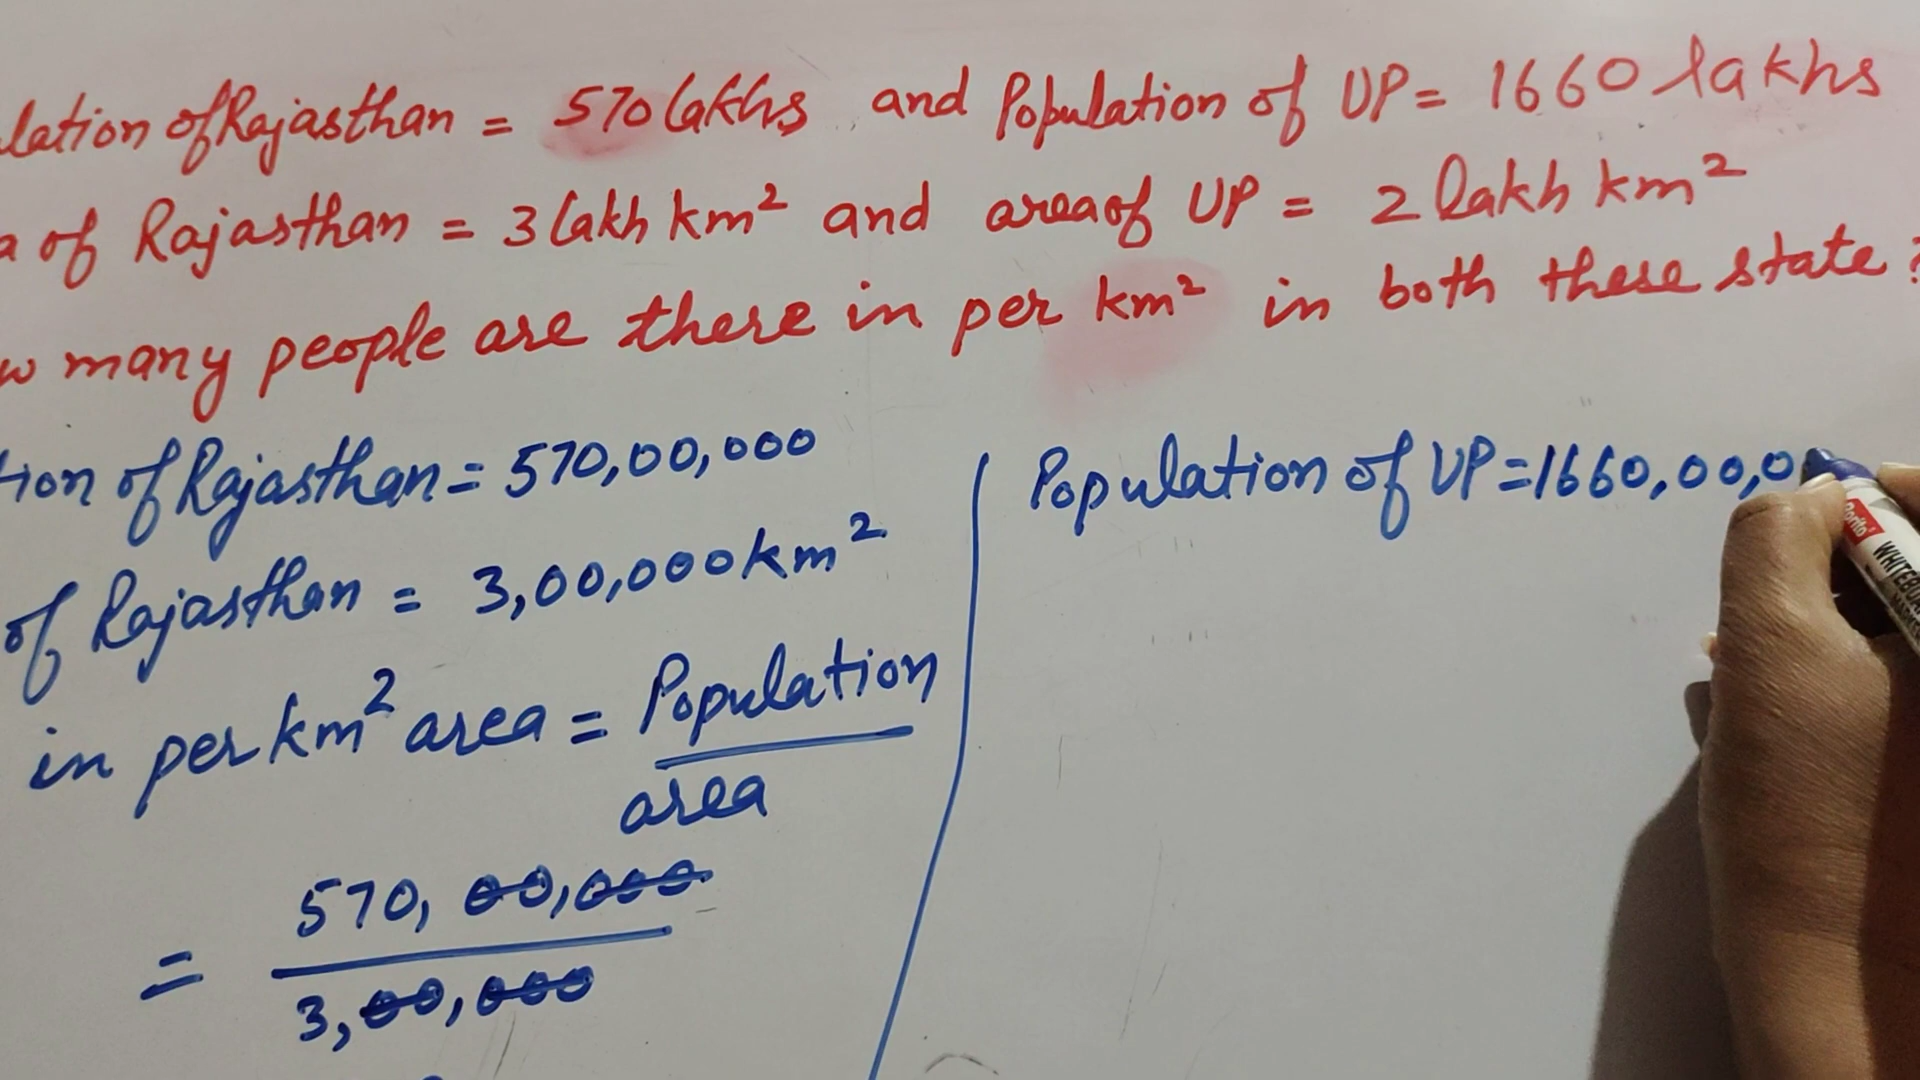 lation of Rajasthan = 570 lakhs and Population of UP = 1660 lakhs
a of Rajasthan = 3 lakh km² and area of UP = 2 lakh km²
w many people are there in per km² in both these state?
tion of Rajasthan = 570,00,000
of Rajasthan = 3,00,000 km²
in per km² area = Population
area
= 570,00,000
3,00,000
Population of UP = 1660,00,0